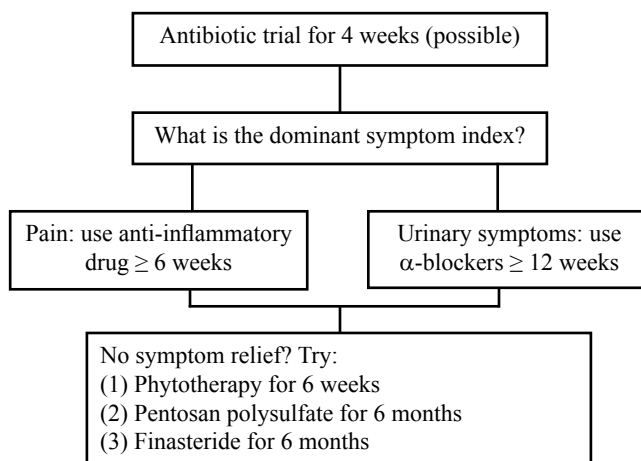 Antibiotic trial for 4 weeks (possible)
What is the dominant symptom index?
Pain: use anti-inflammatory
drug ≥ 6 weeks
Urinary symptoms: use
α-blockers ≥ 12 weeks
No symptom relief? Try:
(1) Phytotherapy for 6 weeks
(2) Pentosan polysulfate for 6 months
(3) Finasteride for 6 months